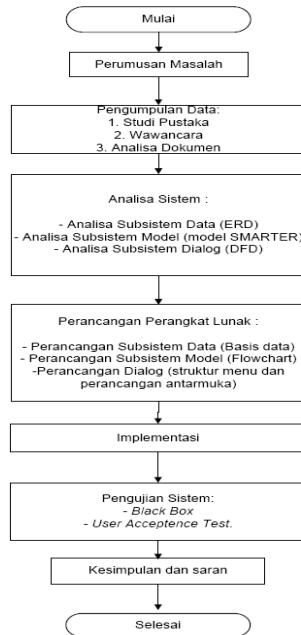 Mulai
Perumusan Masalah
Pengumpulan Data:
1. Studi Pustaka
2. Wawancara
3. Analisa Dokumen
Analisa Sistem :
- Analisa Subsistem Data (ERD)
- Analisa Subsistem Model (model SMARTER)
- Analisa Subsistem Dialog (DFD)
Perancangan Perangkat Lunak :
- Perancangan Subsistem Data (Basis data)
- Perancangan Subsistem Model (Flowchart)
-Perancangan Dialog (struktur menu dan
perancangan antarmuka)
Implementasi
Pengujian Sistem:
- Black Box
- User Acceptence Test.
Kesimpulan dan saran
Selesai